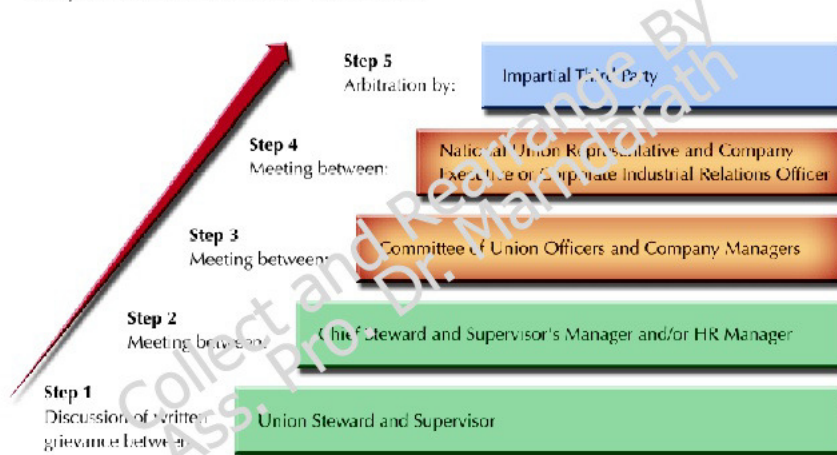 Step 5
Arbitration by:
Impartial Third Party
Step 4
Meeting between:
National Union Representative and Company
Executive or Corporate Industrial Relations Officer
Step 3
Meeting between:
Committee of Union Officers and Company Managers
Step 2
Meeting between:
Chief Steward and Supervisor's Manager and/or HR Manager
Step 1
Discussion of written
grievance between
Union Steward and Supervisor
Collect and Rearrange By
Ass. Pro. Dr. Marndarath